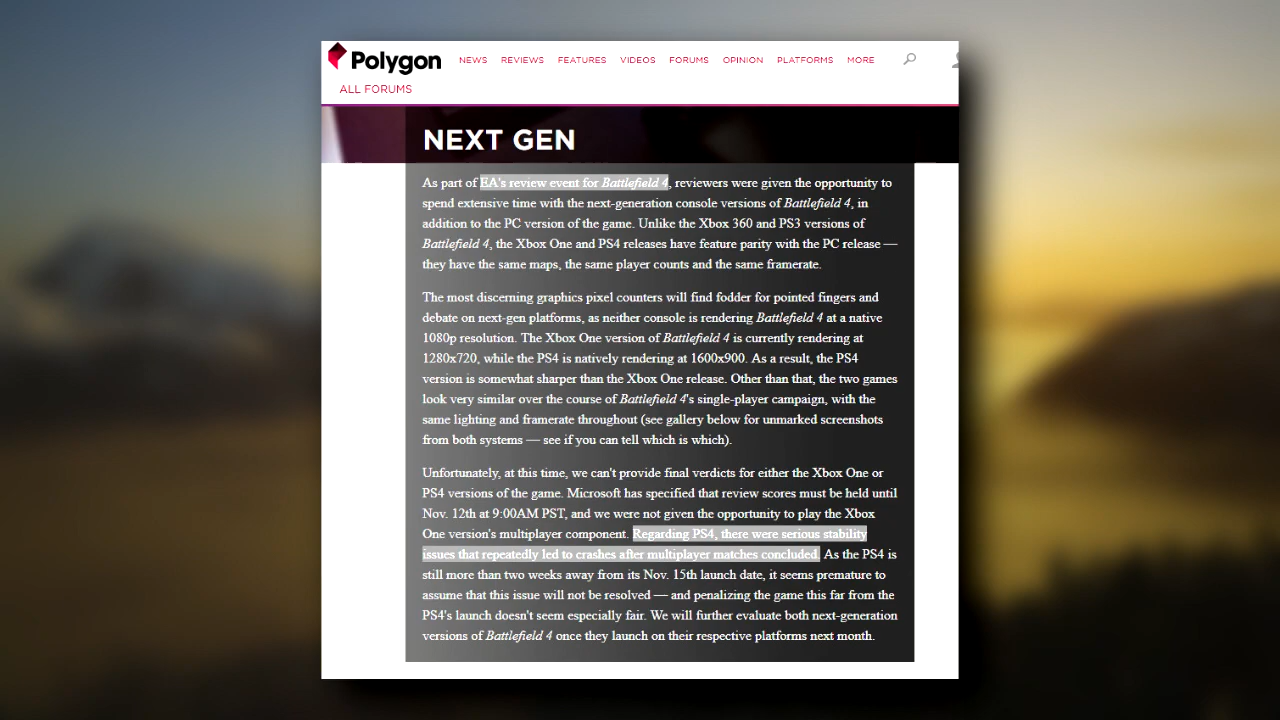 Polygon
NEWS REVIEWS FEATURES VIDEOS FORUMS OPINION PLATFORMS MORE
ALL FORUMS
NEXT GEN
As part of EA's review event for Battlefield 4, reviewers were given the opportunity to
spend extensive time with the next-generation console versions of Battlefield 4, in
addition to the PC version of the game. Unlike the Xbox 360 and PS3 versions of
Battlefield 4, the Xbox One and PS4 releases have feature parity with the PC release —
they have the same maps, the same player counts and the same framerate.
The most discerning graphics pixel counters will find fodder for pointed fingers and
debate on next-gen platforms, as neither console is rendering Battlefield 4 at a native
1080p resolution. The Xbox One version of Battlefield 4 is currently rendering at
1280x720, while the PS4 is natively rendering at 1600x900. As a result, the PS4
version is somewhat sharper than the Xbox One release. Other than that, the two games
look very similar over the course of Battlefield 4's single-player campaign, with the
same lighting and framerate throughout (see gallery below for unmarked screenshots
from both systems — see if you can tell which is which).
Unfortunately, at this time, we can't provide final verdicts for either the Xbox One or
PS4 versions of the game. Microsoft has specified that review scores must be held until
Nov. 12th at 9:00AM PST, and we were not given the opportunity to play the Xbox
One version's multiplayer component. Regarding PS4, there were serious stability
issues that repeatedly led to crashes after multiplayer matches concluded. As the PS4 is
still more than two weeks away from its Nov. 15th launch date, it seems premature to
assume that this issue will not be resolved — and penalizing the game this far from the
PS4's launch doesn't seem especially fair. We will further evaluate both next-generation
versions of Battlefield 4 once they launch on their respective platforms next month.